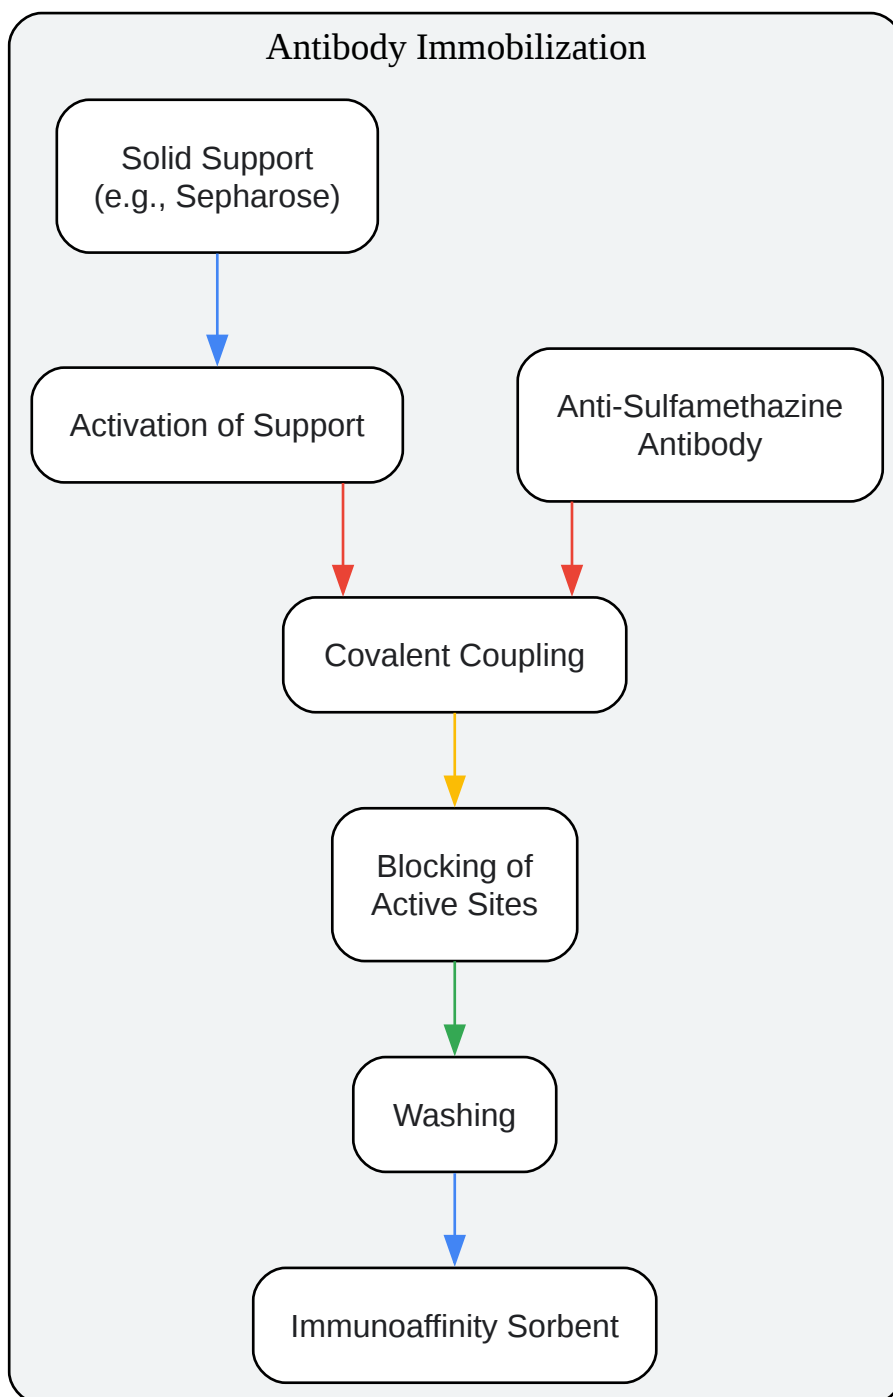 Antibody Immobilization
Solid Support
(e.g., Sepharose)
Activation of Support
Anti-Sulfamethazine
Antibody
Covalent Coupling
Blocking of
Active Sites
Washing
Immunoaffinity Sorbent